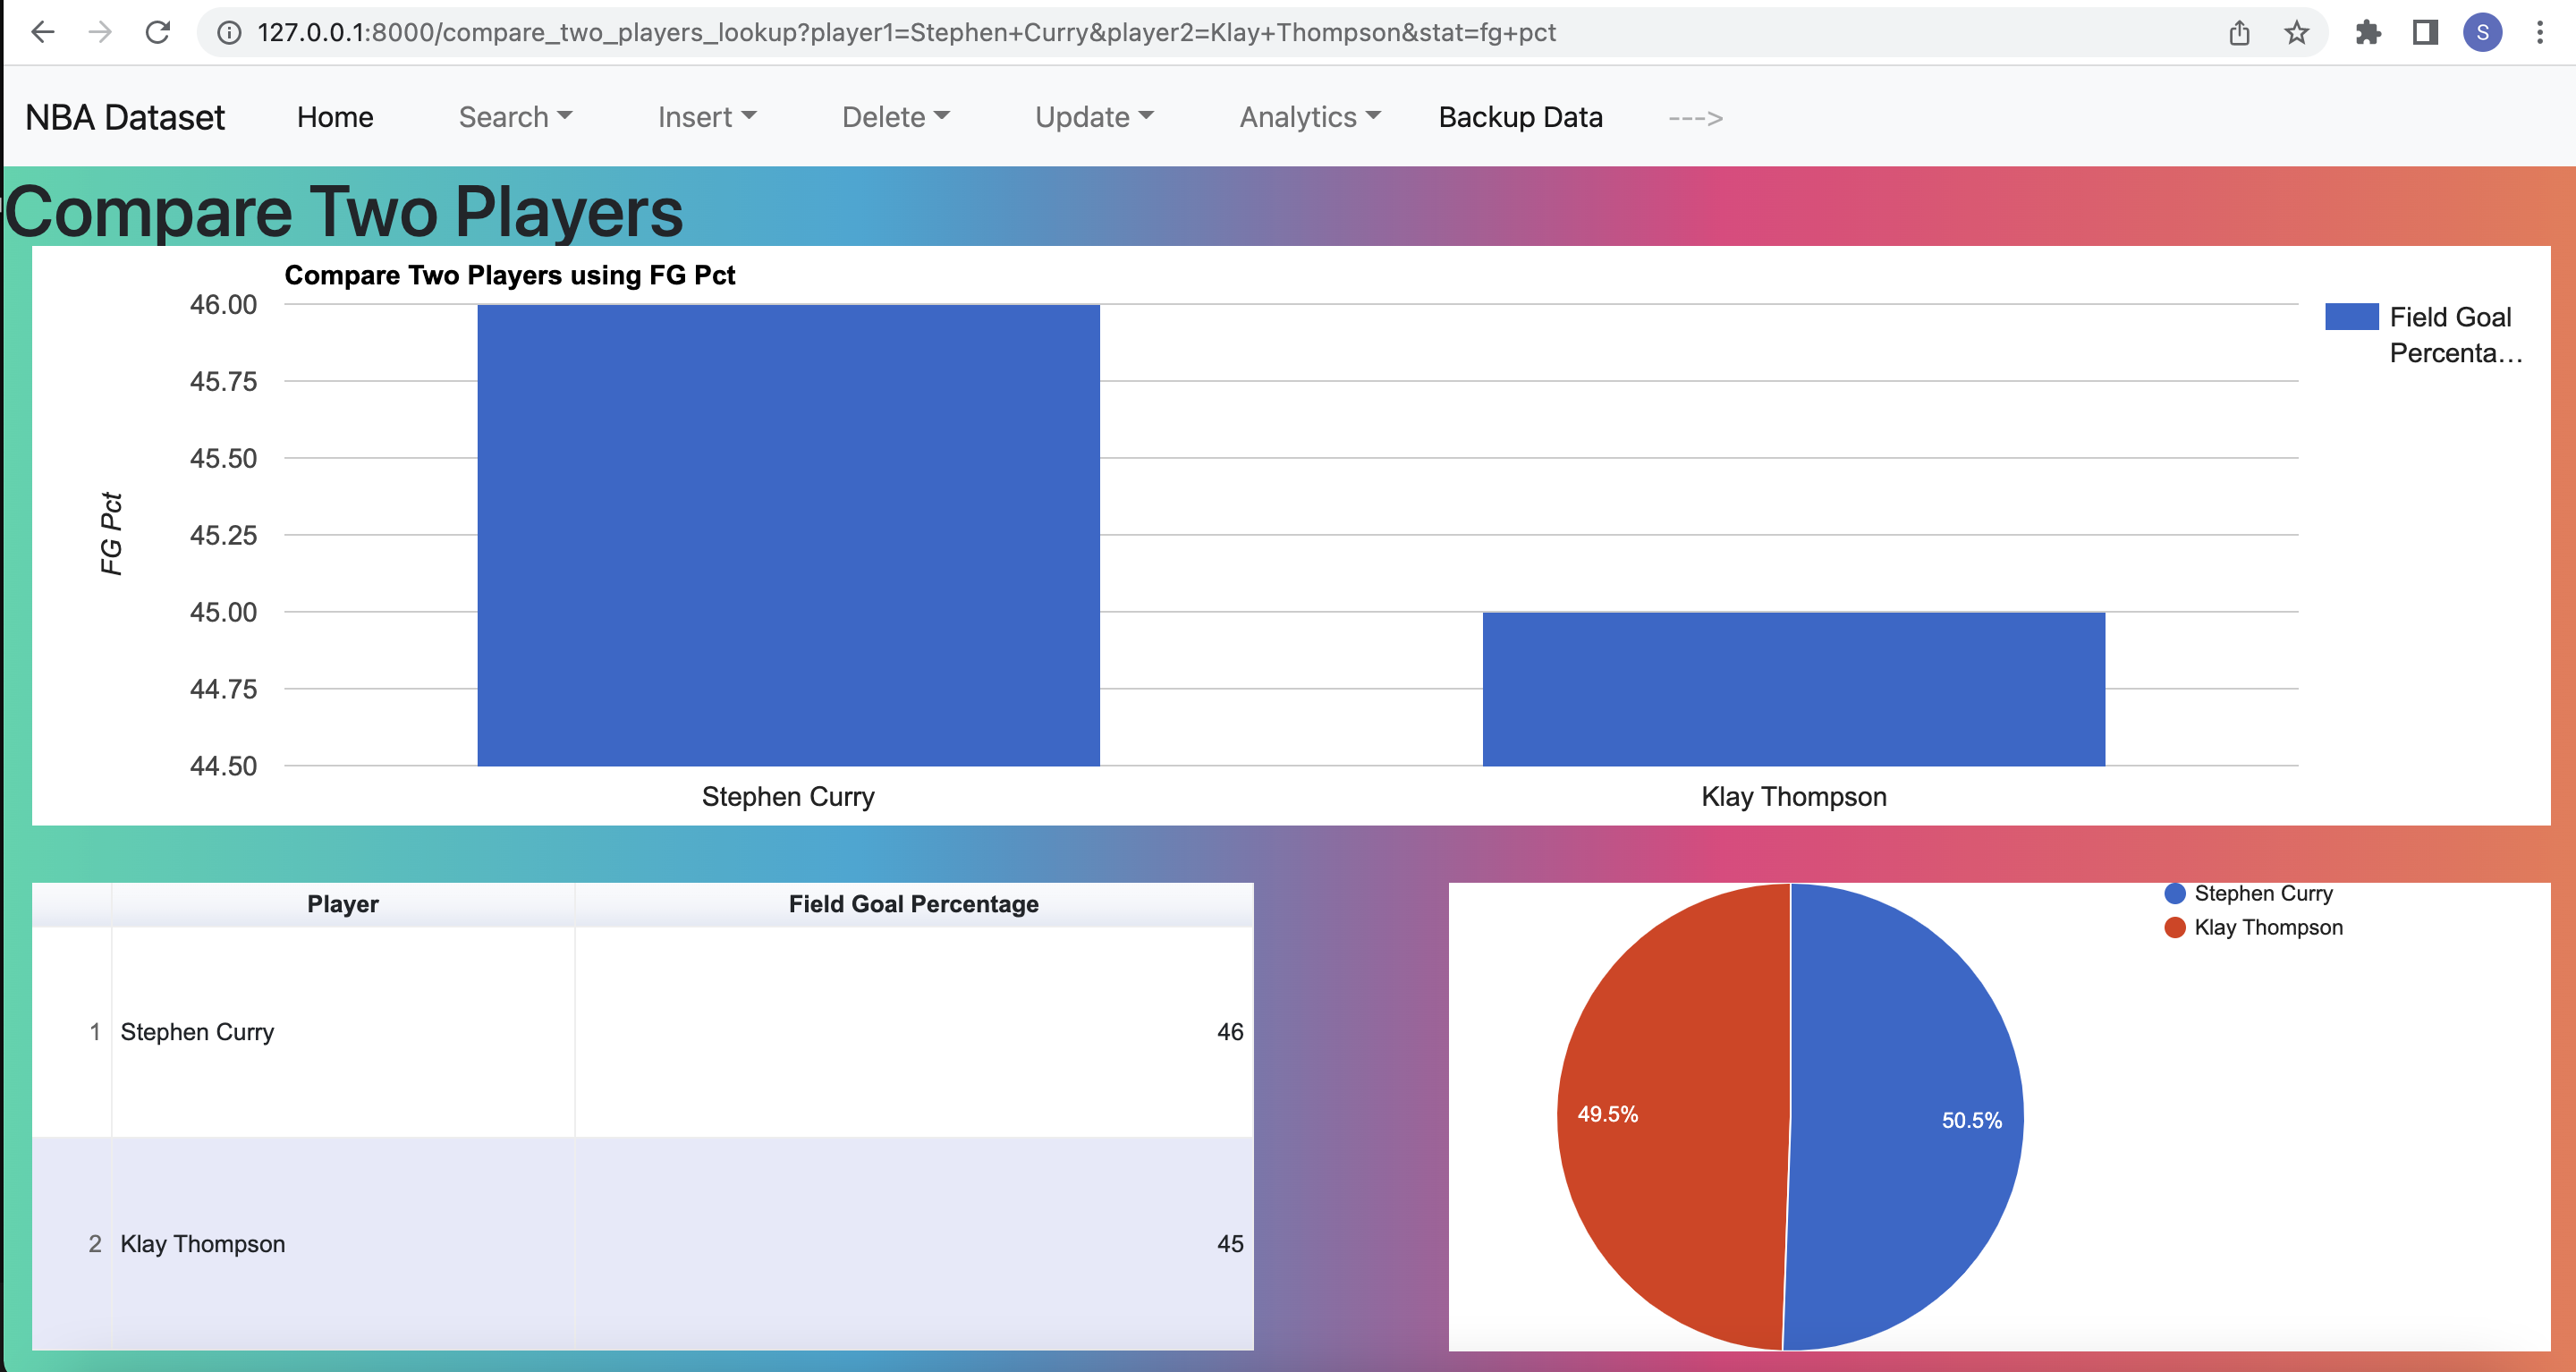 127.0.0.1:8000/compare_two_players_lookup?player1=Stephen+Curry&player2=Klay+Thompson&stat=fg+pct
S
NBA Dataset Home Search Insert Delete Update Analytics Backup Data --->
Compare Two Players
Compare Two Players using FG Pct
46.00
45.75
45.50
45.25
45.00
44.75
44.50
FG Pct
Stephen Curry Klay Thompson
Field Goal
Percenta...
Player Field Goal Percentage
1 Stephen Curry 46
2 Klay Thompson 45
49.5%
50.5%
Stephen Curry
Klay Thompson